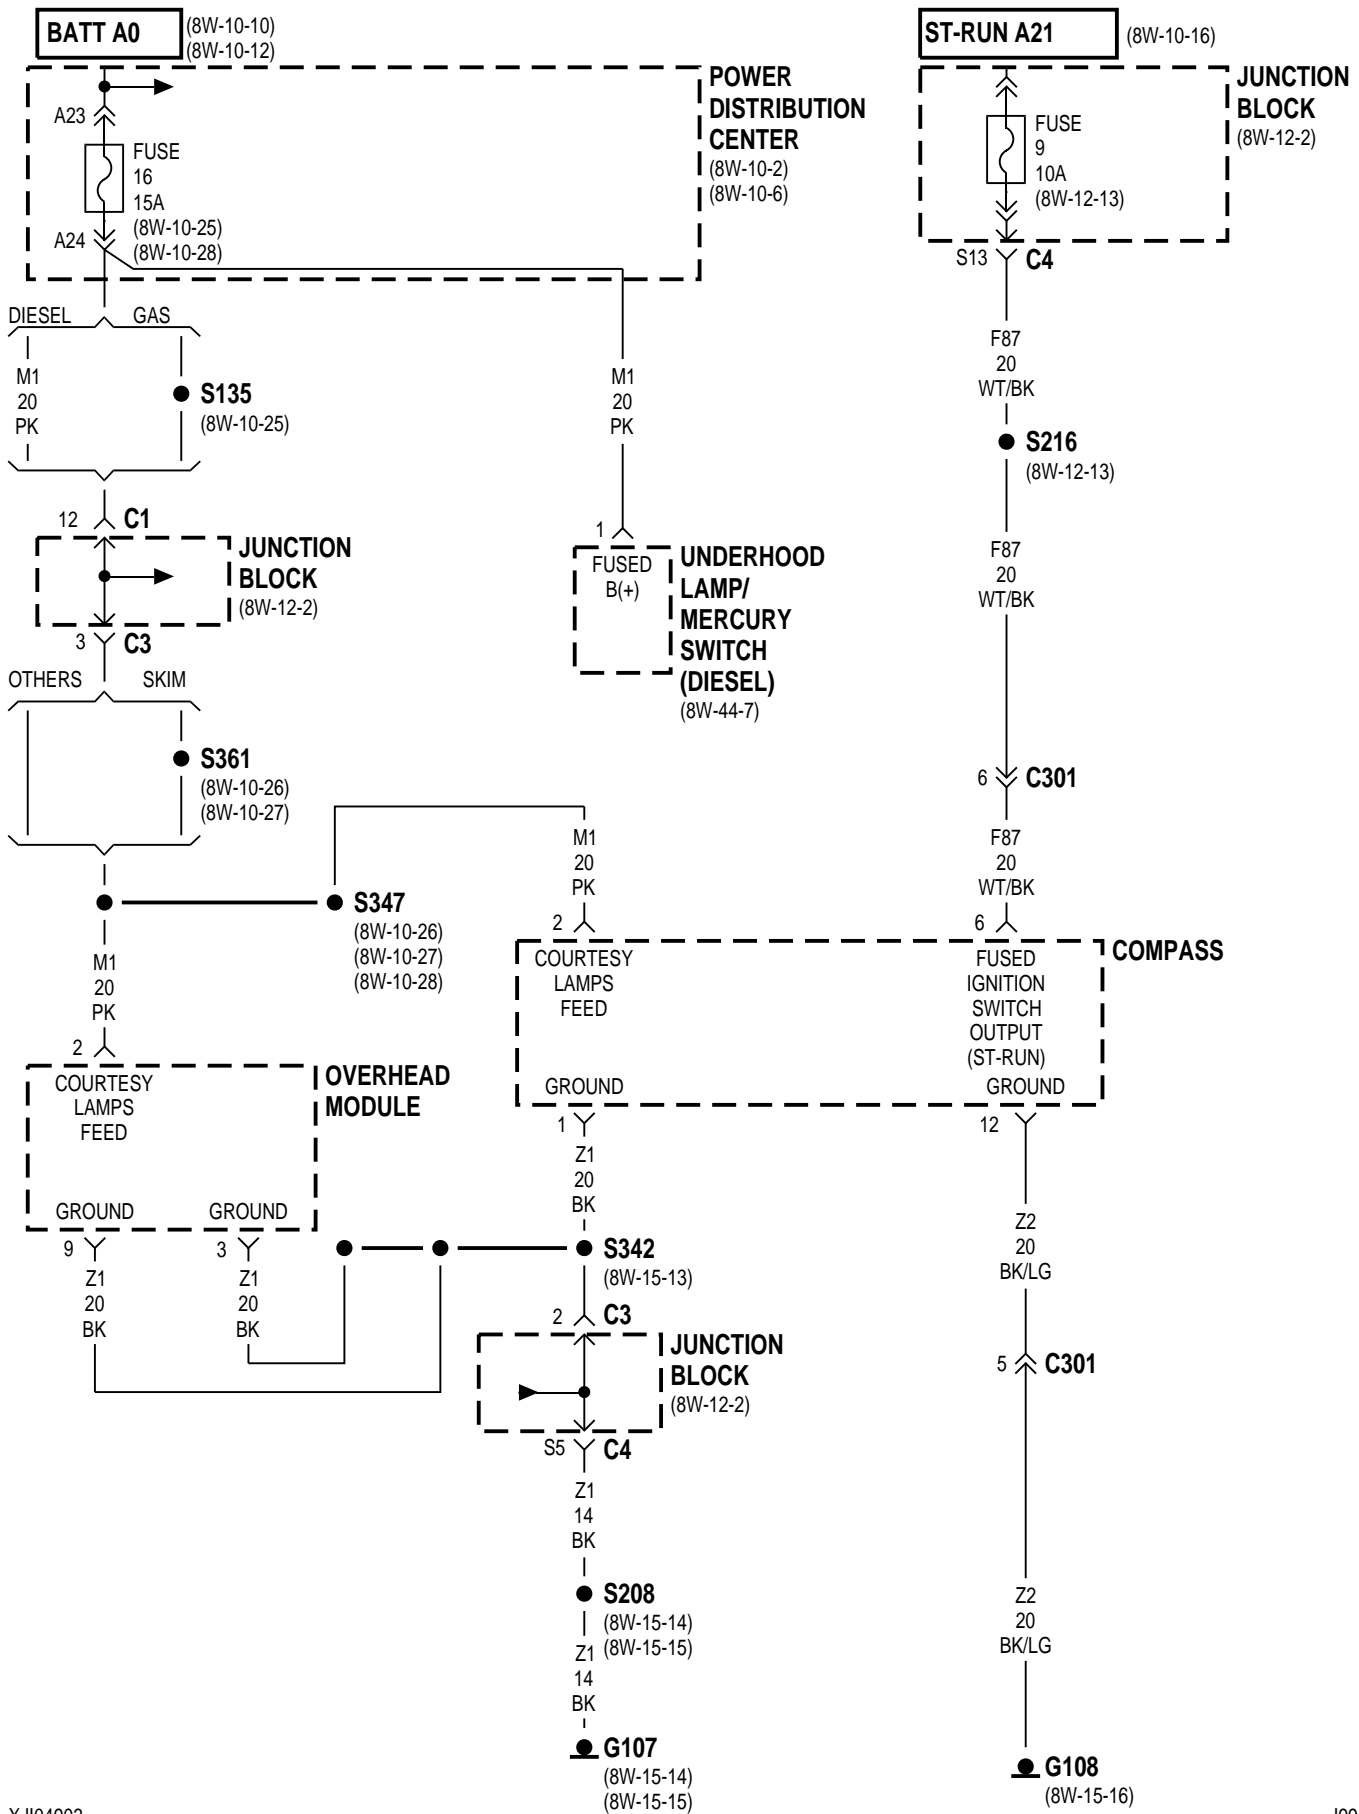 BATT A0
(8W-10-10)
(8W-10-12)
ST-RUN A21
(8W-10-16)
POWER
DISTRIBUTION
CENTER
(8W-10-2)
(8W-10-6)
A23
FUSE
16
15A
(8W-10-25)
(8W-10-28)
A24
JUNCTION
BLOCK
(8W-12-2)
FUSE
9
10A
(8W-12-13)
S13
C4
DIESEL
GAS
M1
20
PK
S135
(8W-10-25)
M1
20
PK
F87
20
WT/BK
S216
(8W-12-13)
12
C1
JUNCTION
BLOCK
(8W-12-2)
3
C3
1
FUSED
B(+)
UNDERHOOD
LAMP/
MERCURY
SWITCH
(DIESEL)
(8W-44-7)
F87
20
WT/BK
OTHERS
SKIM
S361
(8W-10-26)
(8W-10-27)
6
C301
M1
20
PK
F87
20
WT/BK
S347
(8W-10-26)
(8W-10-27)
(8W-10-28)
2
6
COMPASS
COURTESY
LAMPS
FEED
FUSED
IGNITION
SWITCH
OUTPUT
(ST-RUN)
GROUND
GROUND
M1
20
PK
2
OVERHEAD
MODULE
COURTESY
LAMPS
FEED
GROUND
GROUND
1
12
Z1
20
BK
Z2
20
BK/LG
9
3
Z1
20
BK
Z1
20
BK
S342
(8W-15-13)
2
C3
JUNCTION
BLOCK
(8W-12-2)
5
C301
S5
C4
Z1
14
BK
S208
(8W-15-14)
(8W-15-15)
Z1
14
BK
Z2
20
BK/LG
G107
(8W-15-14)
(8W-15-15)
G108
(8W-15-16)